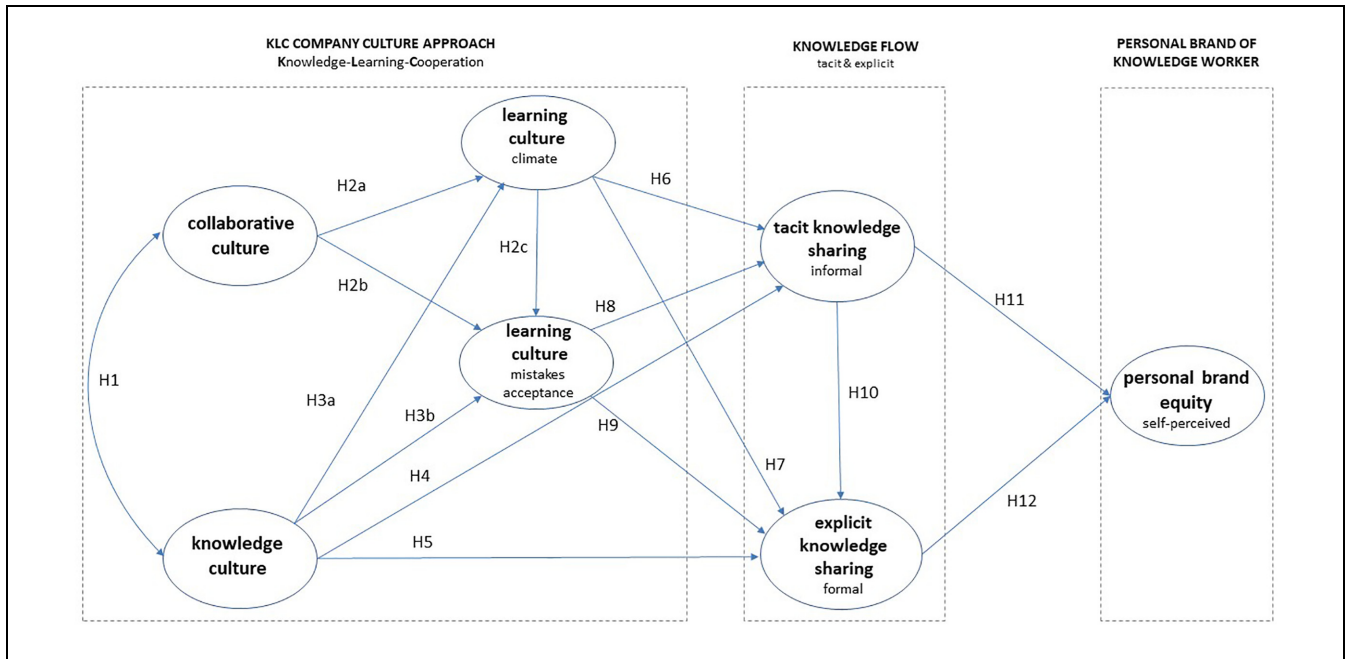 KLC COMPANY CULTURE APPROACH
Knowledge-Learning-Cooperation
KNOWLEDGE FLOW
tacit & explicit
PERSONAL BRAND OF
KNOWLEDGE WORKER
learning
culture
climate
H2a
H6
collaborative
culture
tacit knowledge
sharing
informal
H2c
H2b
H8
H11
learning
culture
mistakes
acceptance
H1
H3a
H3b
H10
personal brand
equity
self-perceived
H9
H4
H7
H12
knowledge
culture
H5
explicit
knowledge
sharing
formal